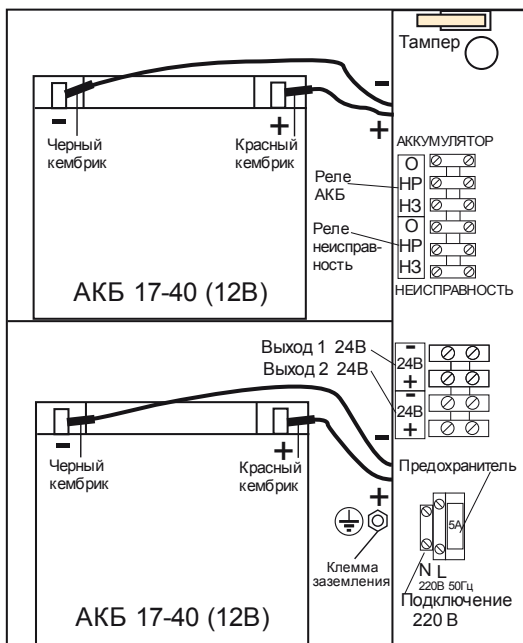 Тампер
-
+
-
+
Черный
кембрик
Красный
кембрик
АККУМУЛЯТОР
О
НР
НЗ
О
НР
НЗ
Реле
АКБ
Реле
неисправ-
ность
НЕИСПРАВНОСТЬ
АКБ 17-40 (12В)
Выход 1 24В
Выход 2 24В
-
24В
+
-
24В
+
-
+
-
+
Черный
кембрик
Красный
кембрик
Предохранитель
5А
Клемма
заземления
N L
220В 50Гц
Подключение
220 В
АКБ 17-40 (12В)